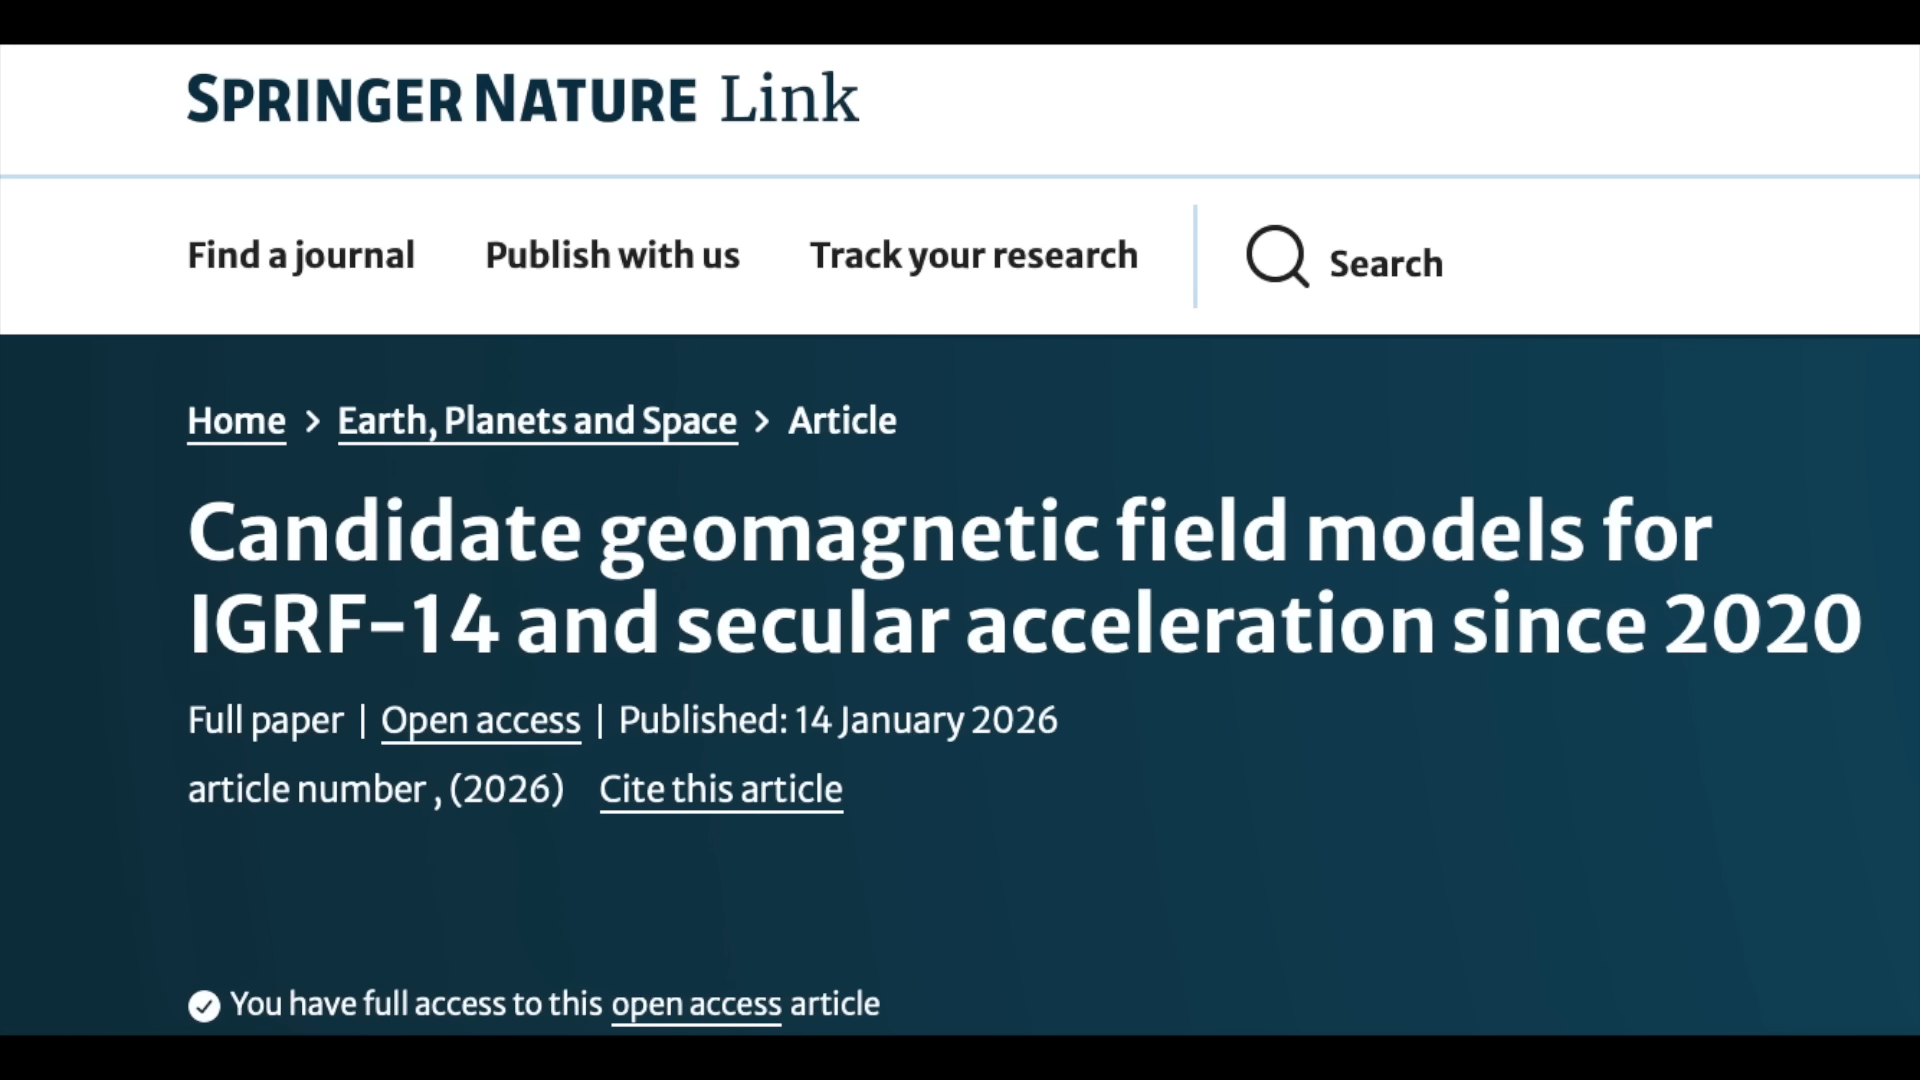 SPRINGER NATURE Link
Find a journal Publish with us Track your research Search
Home > Earth, Planets and Space > Article
Candidate geomagnetic field models for
IGRF-14 and secular acceleration since 2020
Full paper | Open access | Published: 14 January 2026
article number , (2026) Cite this article
You have full access to this open access article